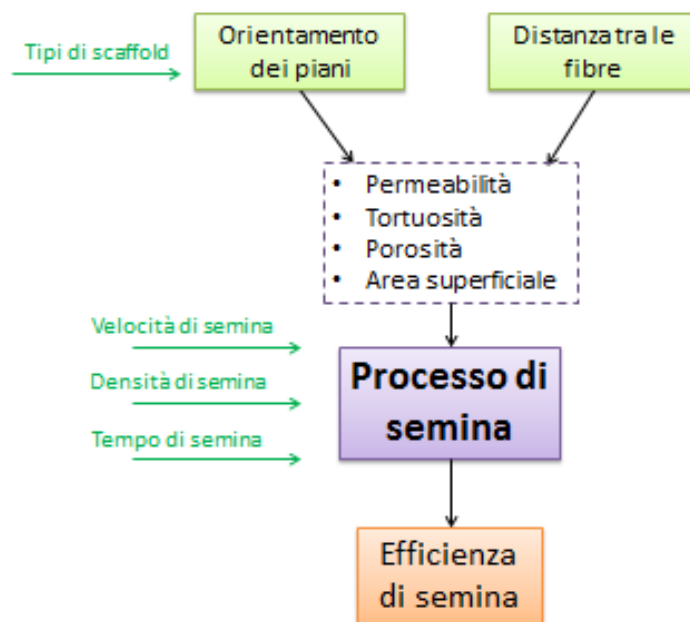 Tipi di scaffold
Orientamento
dei piani
Distanza tra le
fibre
• Permeabilità
• Tortuosità
• Porosità
• Area superficiale
Velocità di semina
Densità di semina
Tempo di semina
Processo di
semina
Efficienza
di semina